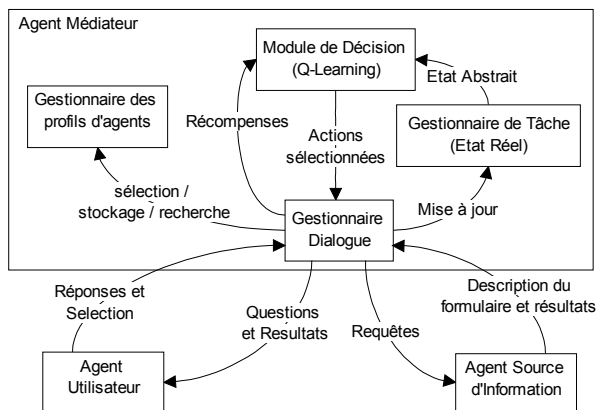 Agent Médiateur
Module de Décision
(Q-Learning)
Etat Abstrait
Gestionnaire des
profils d'agents
Récompenses
Actions
sélectionnées
Gestionnaire de Tâche
(Etat Réel)
sélection /
stockage / recherche
Gestionnaire
Dialogue
Mise à jour
Réponses et
Selection
Questions
et Resultats
Requêtes
Description du
formulaire et résultats
Agent
Utilisateur
Agent Source
d'Information